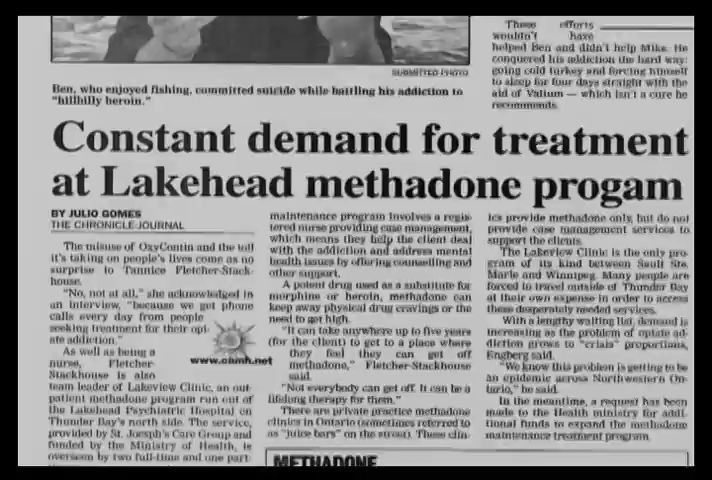 SUBMITTED PHOTO
Ben, who enjoyed fishing, committed suicide while battling his addiction to
"hillbilly heroin."
These efforts
wouldn't have
helped Ben and didn't help Mike. He
conquered his addiction the hard way:
going cold turkey and forcing himself
to sleep for four days straight with the
aid of Valium — which isn't a cure he
recommends.
Constant demand for treatment
at Lakehead methadone progam
BY JULIO GOMES
THE CHRONICLE-JOURNAL
The misuse of OxyContin and the toll
it's taking on people's lives come as no
surprise to Tannice Fletcher-Stack-
house.
"No, not at all," she acknowledged in
an interview, "because we get phone
calls every day from people
seeking treatment for their opi-
ate addiction."
As well as being a
nurse, Fletcher-
Stackhouse is also
team leader of Lakeview Clinic, an out-
patient methadone program run out of
the Lakehead Psychiatric Hospital on
Thunder Bay's north side. The service,
provided by St. Joseph's Care Group and
funded by the Ministry of Health, is
overseen by two full-time and one part-
www.camh.net
maintenance program involves a regis-
tered nurse providing case management,
which means they help the client deal
with the addiction and address mental
health issues by offering counselling and
other support.
A potent drug used as a substitute for
morphine or heroin, methadone can
keep away physical drug cravings or the
need to get high.
"It can take anywhere up to five years
(for the client) to get to a place where
they feel they can get off
methadone," Fletcher-Stackhouse
said.
"Not everybody can get off. It can be a
lifelong therapy for them."
There are private practice methadone
clinics in Ontario (sometimes referred to
as "juice bars" on the street). These clin-
METHADONE
ics provide methadone only, but do not
provide case management services to
support the clients.
The Lakeview Clinic is the only pro-
gram of its kind between Sault Ste.
Marie and Winnipeg. Many people are
forced to travel outside of Thunder Bay
at their own expense in order to access
these desperately needed services.
With a lengthy waiting list, demand is
increasing as the problem of opiate ad-
diction grows to "crisis" proportions,
Engberg said.
"We know this problem is getting to be
an epidemic across Northwestern On-
tario," he said.
In the meantime, a request has been
made to the Health ministry for addi-
tional funds to expand the methadone
maintenance treatment program.